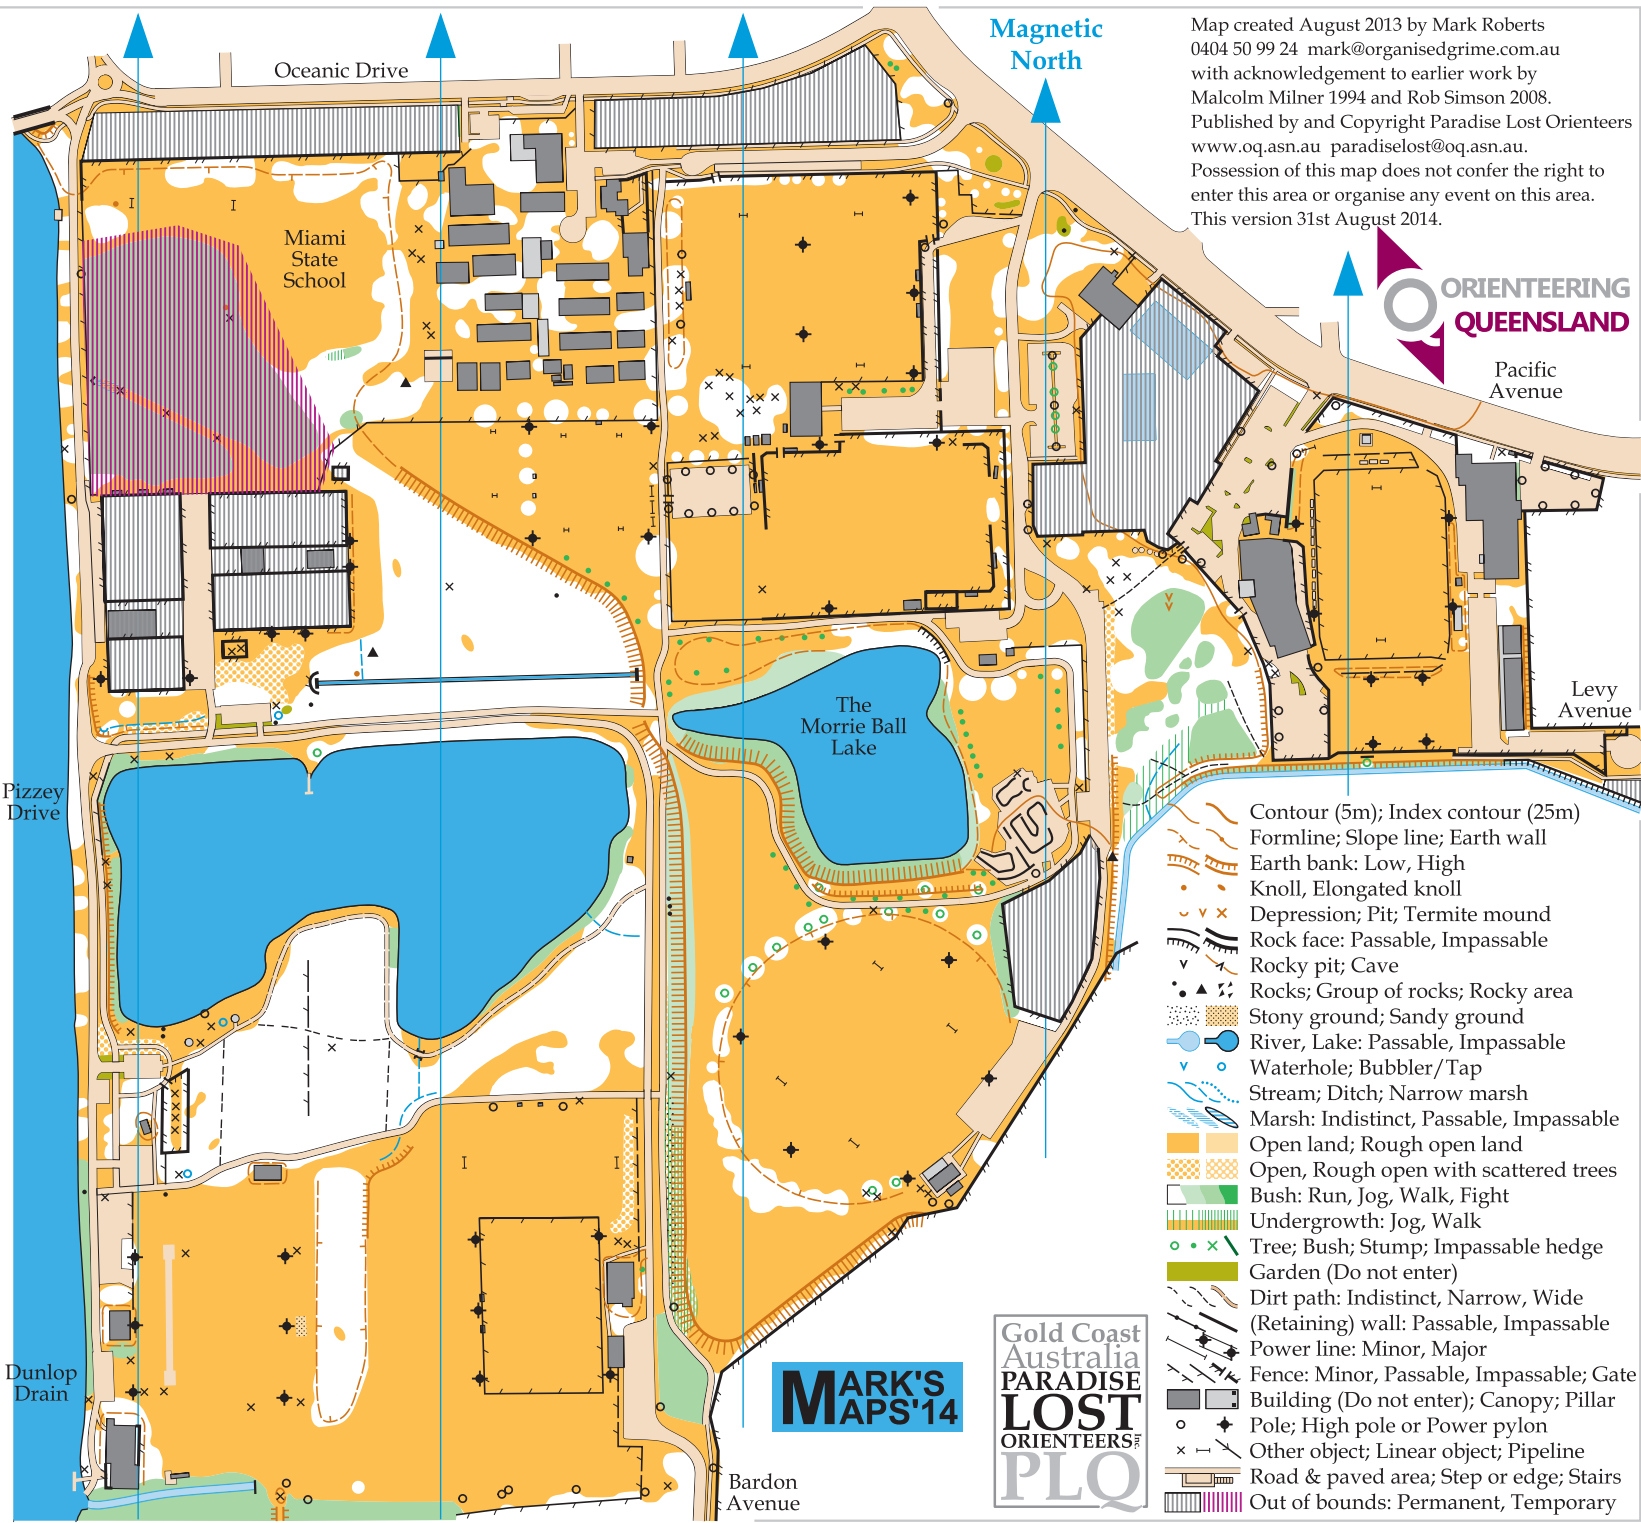 Magnetic
North
Map created August 2013 by Mark Roberts
0404 50 99 24  mark@organisedgrime.com.au
with acknowledgement to earlier work by
Malcolm Milner 1994 and Rob Simson 2008.
Published by and Copyright Paradise Lost Orienteers
www.oq.asn.au  paradiselost@oq.asn.au.
Possession of this map does not confer the right to
enter this area or organise any event on this area.
This version 31st August 2014.
Oceanic Drive
Miami
State
School
ORIENTEERING
QUEENSLAND
Pacific
Avenue
Levy
Avenue
The
Morrie Ball
Lake
Pizzey
Drive
Dunlop
Drain
Bardon
Avenue
MARK'S
MAPS'14
Gold Coast
Australia
PARADISE
LOST
ORIENTEERS Inc.
PLQ
Contour (5m); Index contour (25m)
Formline; Slope line; Earth wall
Earth bank: Low, High
Knoll, Elongated knoll
Depression; Pit; Termite mound
Rock face: Passable, Impassable
Rocky pit; Cave
Rocks; Group of rocks; Rocky area
Stony ground; Sandy ground
River, Lake: Passable, Impassable
Waterhole; Bubbler/Tap
Stream; Ditch; Narrow marsh
Marsh: Indistinct, Passable, Impassable
Open land; Rough open land
Open, Rough open with scattered trees
Bush: Run, Jog, Walk, Fight
Undergrowth: Jog, Walk
Tree; Bush; Stump; Impassable hedge
Garden (Do not enter)
Dirt path: Indistinct, Narrow, Wide
(Retaining) wall: Passable, Impassable
Power line: Minor, Major
Fence: Minor, Passable, Impassable; Gate
Building (Do not enter); Canopy; Pillar
Pole; High pole or Power pylon
Other object; Linear object; Pipeline
Road & paved area; Step or edge; Stairs
Out of bounds: Permanent, Temporary